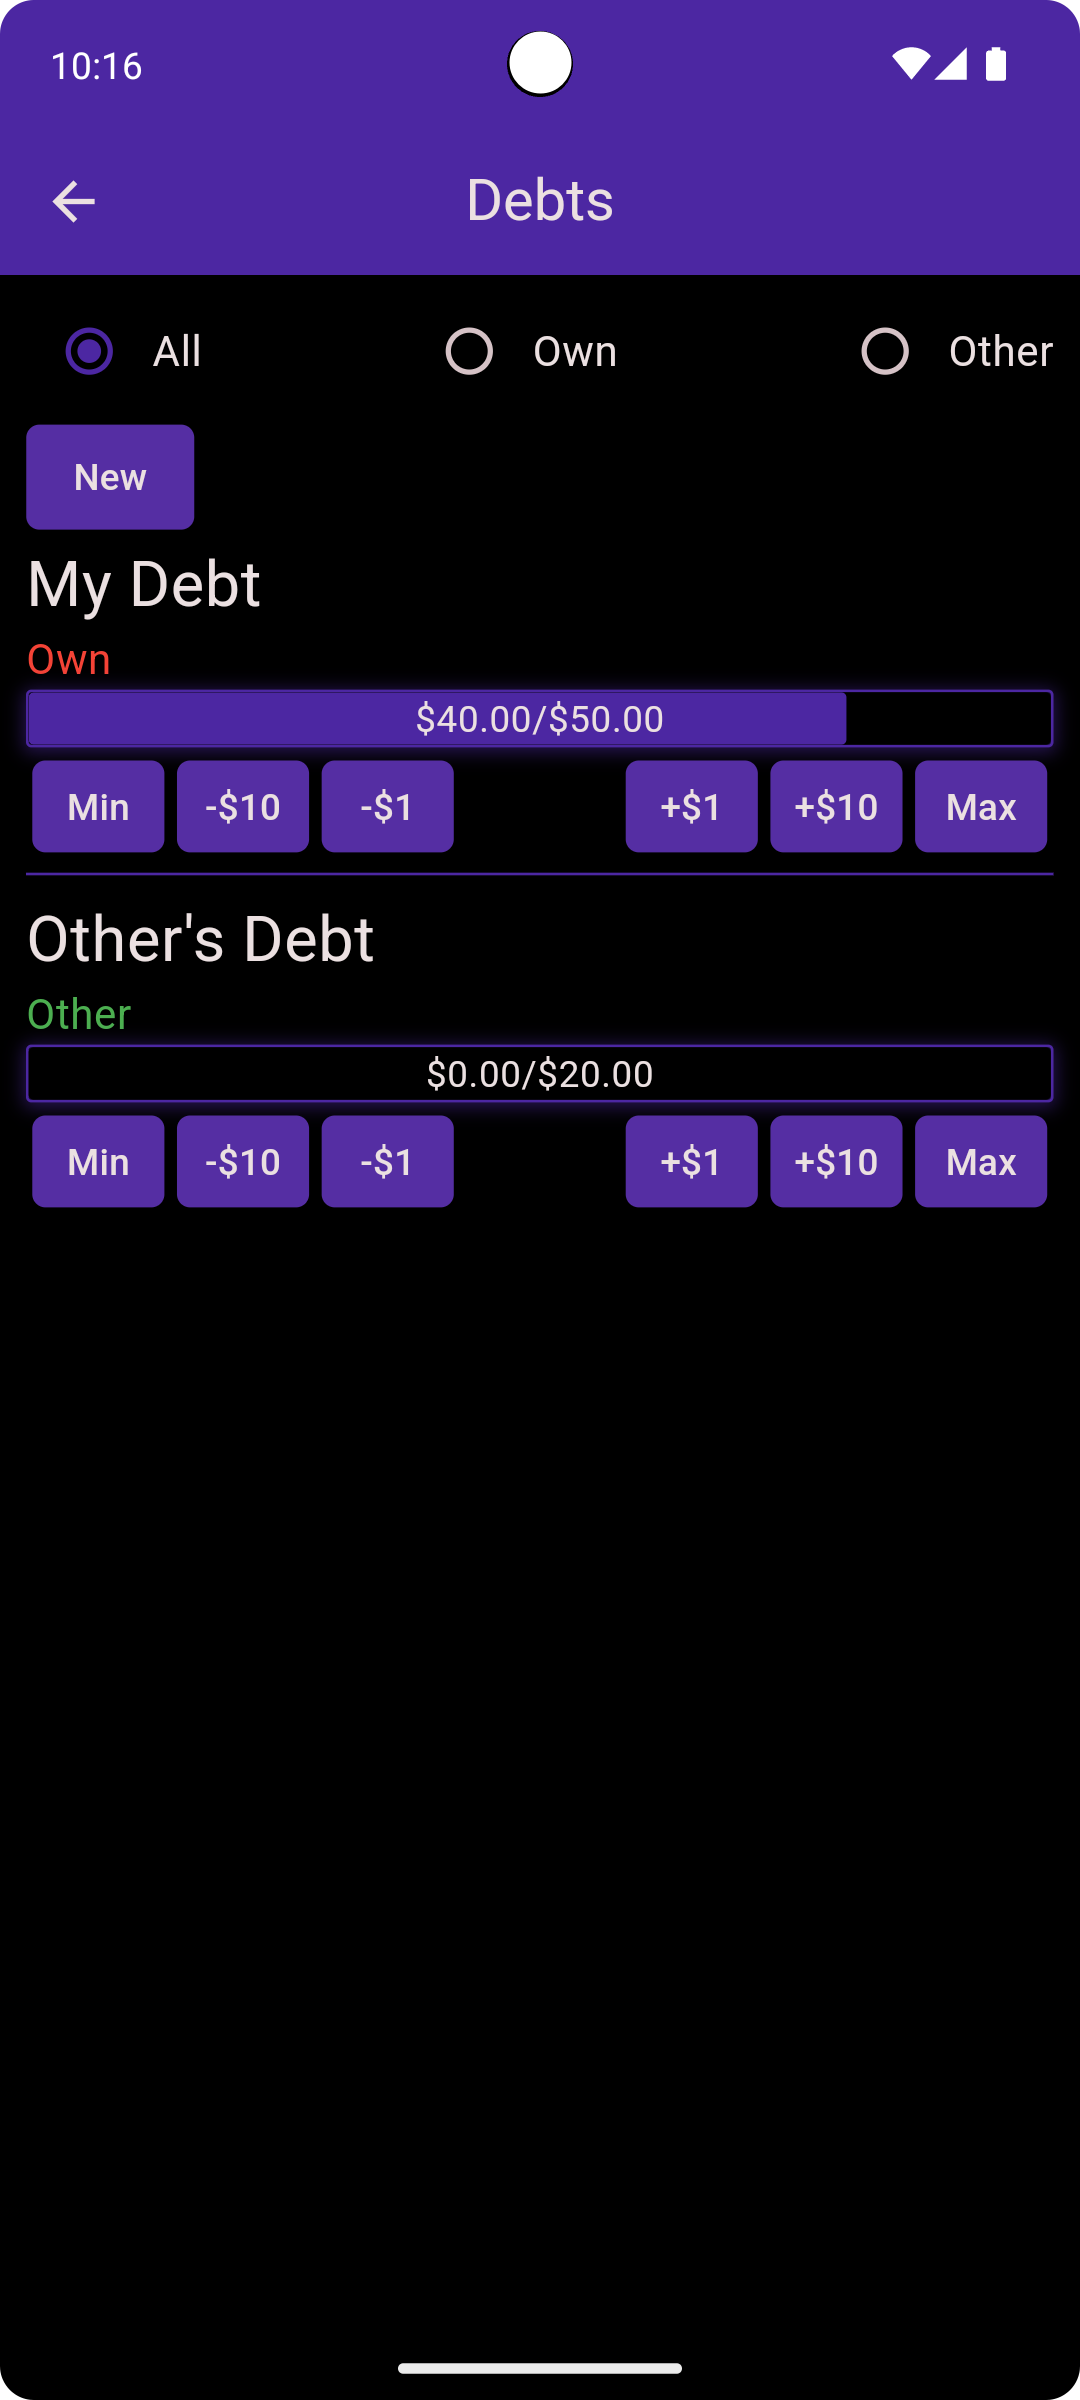 10:16
Debts
All Own Other
New
My Debt
Own
$40.00/$50.00
Min -$10 -$1 +$1 +$10 Max
Other's Debt
Other
$0.00/$20.00
Min -$10 -$1 +$1 +$10 Max